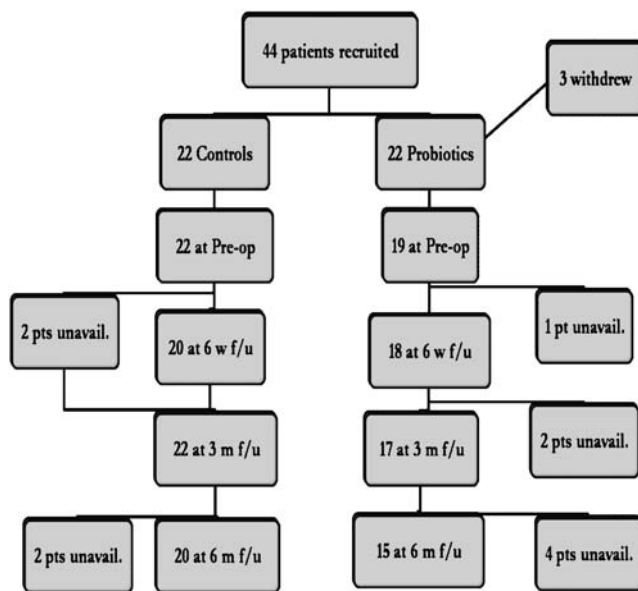 44 patients recruited
3 withdrew
22 Controls
22 Probiotics
22 at Pre-op
19 at Pre-op
2 pts unavail.
20 at 6 w f/u
18 at 6 w f/u
1 pt unavail.
22 at 3 m f/u
17 at 3 m f/u
2 pts unavail.
2 pts unavail.
20 at 6 m f/u
15 at 6 m f/u
4 pts unavail.